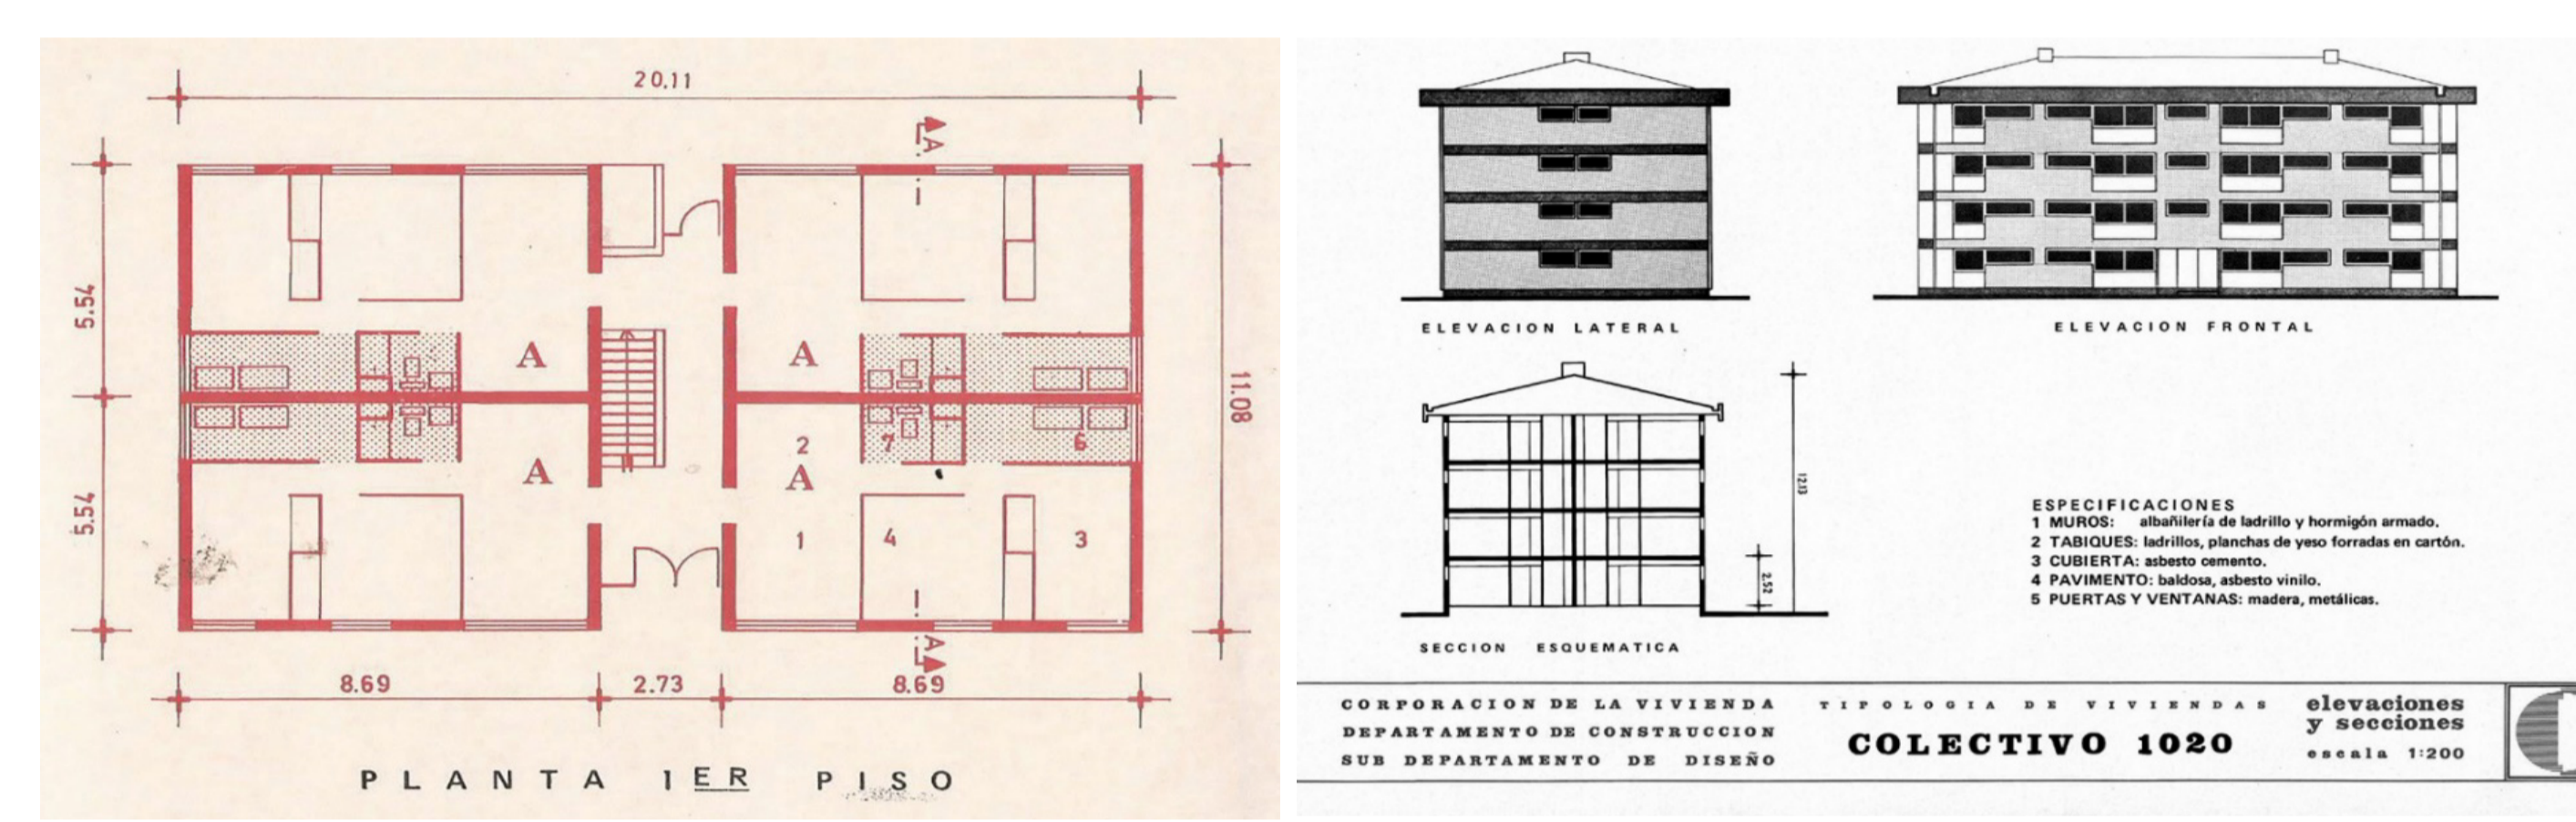 20.11
A
5.54
11.08
A
A
2
7
6
A
A
1
4
3
5.54
A
8.69
2.73
8.69
PLANTA 1ER PISO
ELEVACION LATERAL
ELEVACION FRONTAL
12.13
2.52
SECCION ESQUEMATICA
ESPECIFICACIONES
1 MUROS: albañilería de ladrillo y hormigón armado.
2 TABIQUES: ladrillos, planchas de yeso forradas en cartón.
3 CUBIERTA: asbesto cemento.
4 PAVIMENTO: baldosa, asbesto vinilo.
5 PUERTAS Y VENTANAS: madera, metálicas.
CORPORACION DE LA VIVIENDA
DEPARTAMENTO DE CONSTRUCCION
SUB DEPARTAMENTO DE DISEÑO
TIPOLOGIA DE VIVIENDAS
COLECTIVO 1020
elevaciones
y secciones
escala 1:200